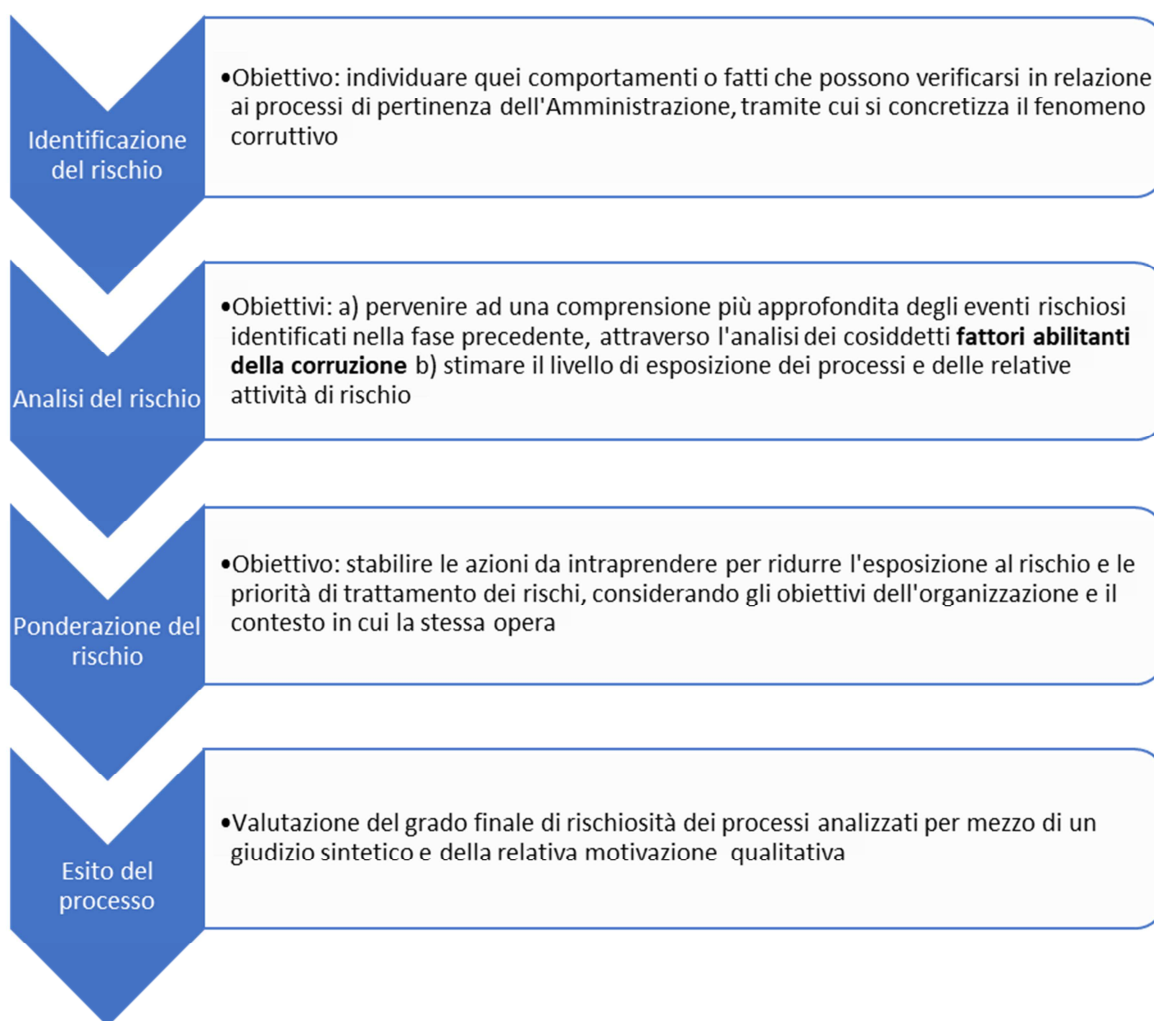 Identificazione
del rischio
•Obiettivo: individuare quei comportamenti o fatti che possono verificarsi in relazione
ai processi di pertinenza dell'Amministrazione, tramite cui si concretizza il fenomeno
corruttivo
Analisi del rischio
•Obiettivi: a) pervenire ad una comprensione più approfondita degli eventi rischiosi
identificati nella fase precedente, attraverso l'analisi dei cosiddetti fattori abilitanti
della corruzione b) stimare il livello di esposizione dei processi e delle relative
attività di rischio
Ponderazione del
rischio
•Obiettivo: stabilire le azioni da intraprendere per ridurre l'esposizione al rischio e le
priorità di trattamento dei rischi, considerando gli obiettivi dell'organizzazione e il
contesto in cui la stessa opera
Esito del
processo
•Valutazione del grado finale di rischiosità dei processi analizzati per mezzo di un
giudizio sintetico e della relativa motivazione qualitativa